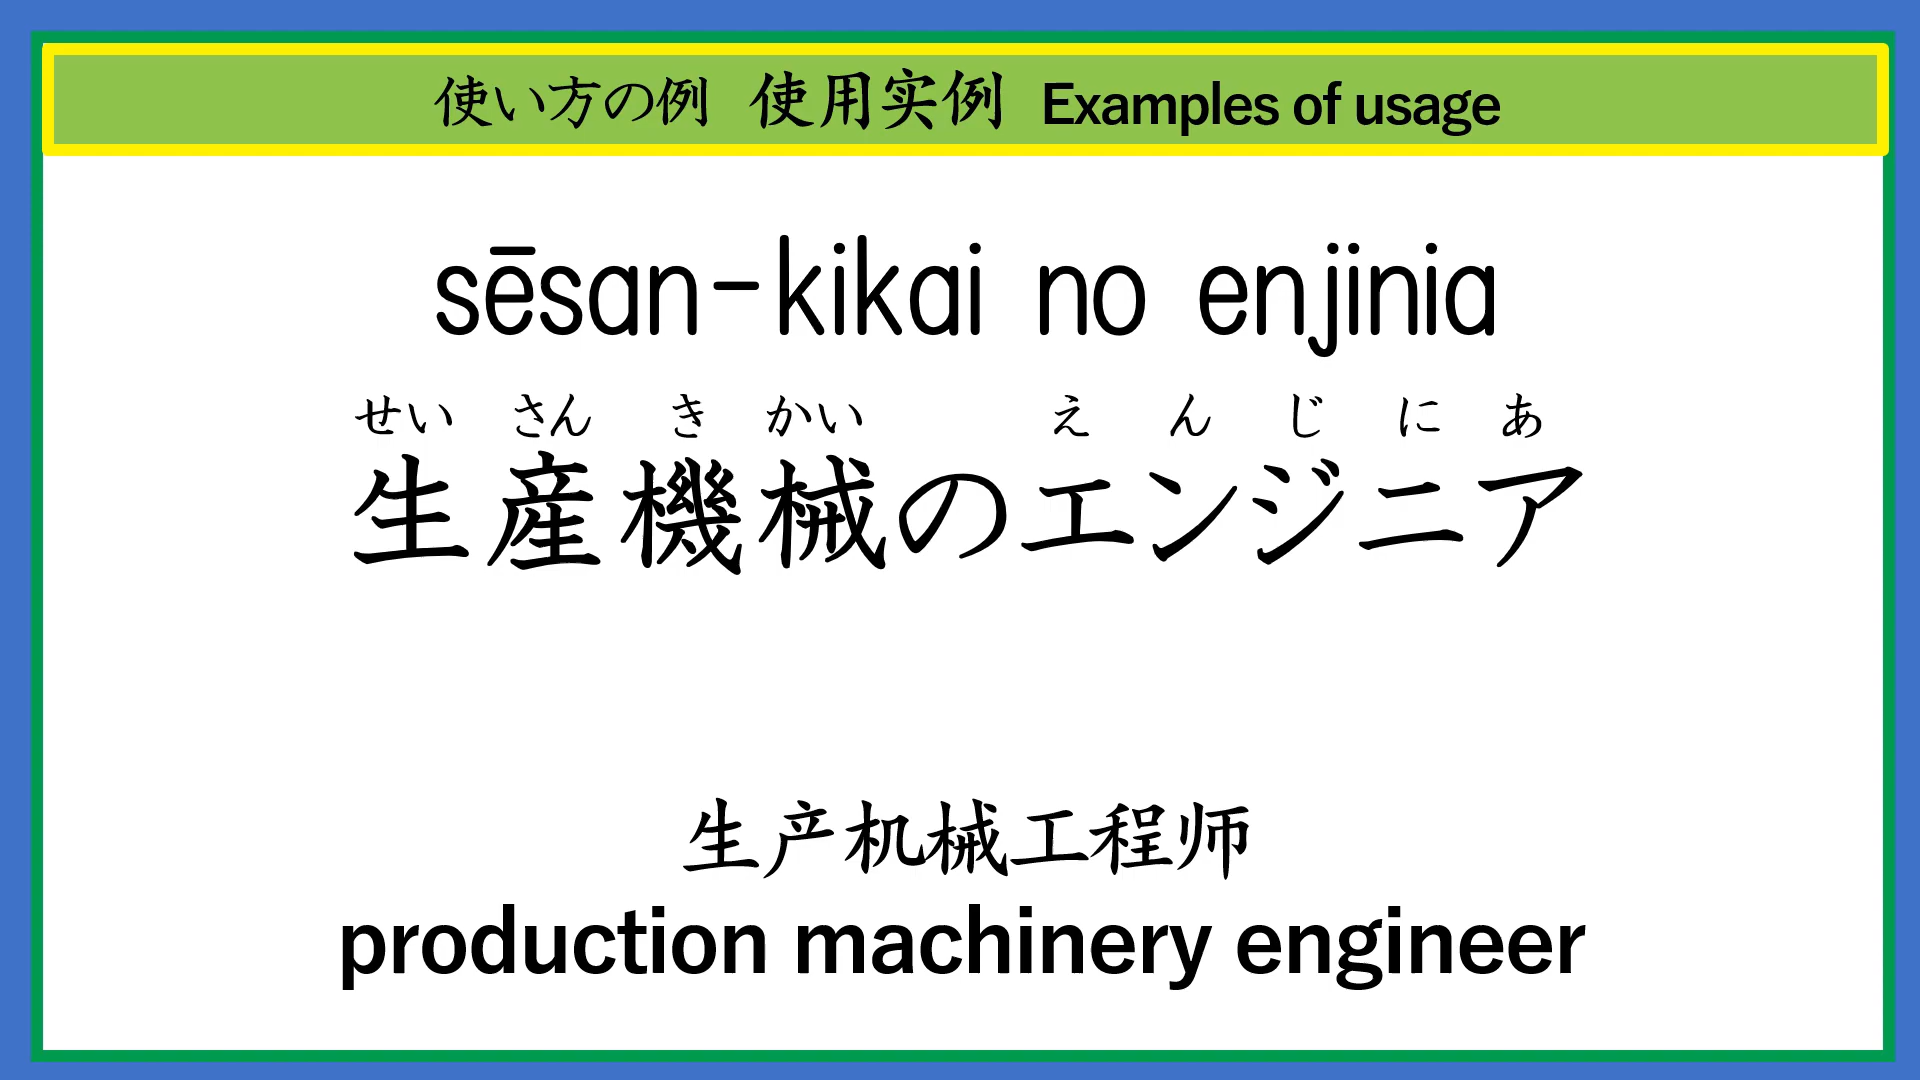 使い方の例 使用实例 Examples of usage
sēsan-kikai no enjinia
せい さん き かい え ん じ に あ
生産機械のエンジニア
生产机械工程师
production machinery engineer